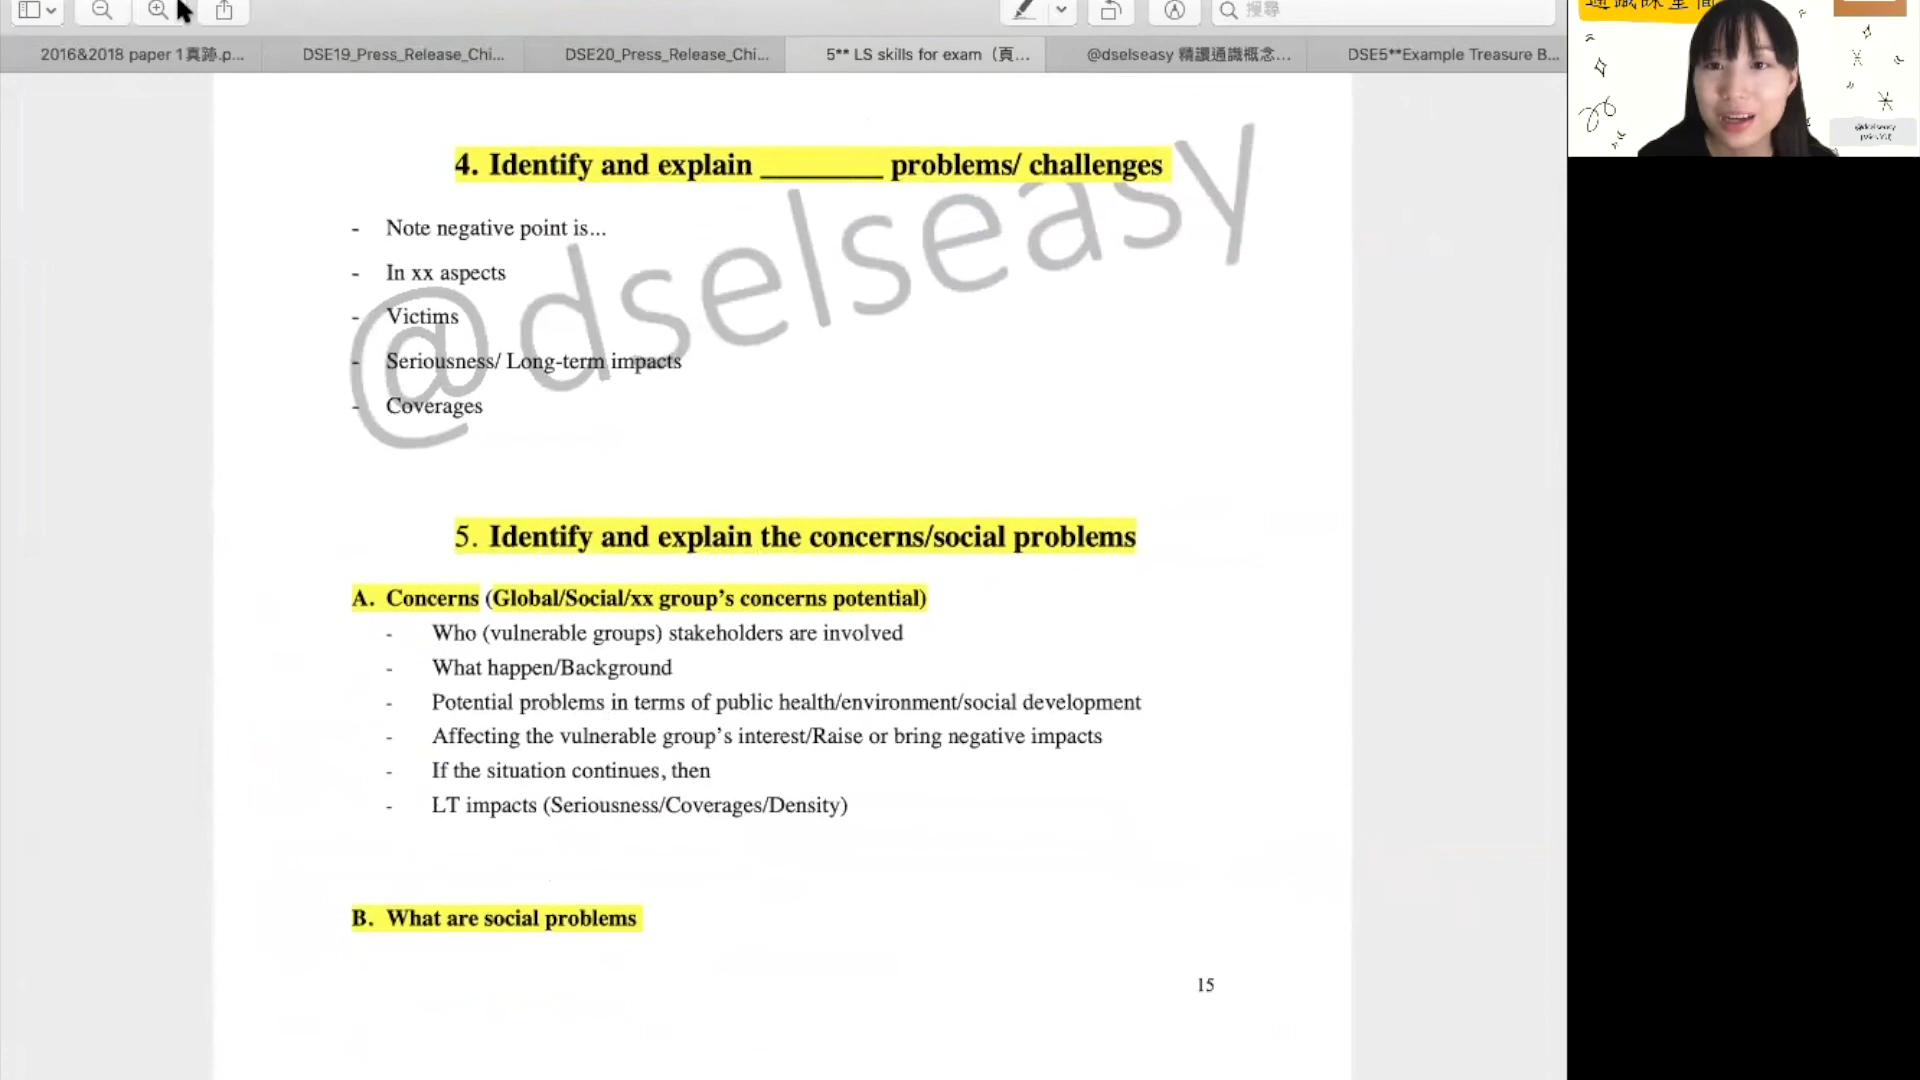 搜尋
2016&2018 paper 1真跡.p...
DSE19_Press_Release_Chi...
DSE20_Press_Release_Chi...
5** LS skills for exam（頁...
@dselseasy 精讀通識概念...
DSE5**Example Treasure B...
4. Identify and explain ________ problems/ challenges
- Note negative point is...
- In xx aspects
- Victims
- Seriousness/ Long-term impacts
- Coverages
@dselseasy
5. Identify and explain the concerns/social problems
A. Concerns (Global/Social/xx group's concerns potential)
- Who (vulnerable groups) stakeholders are involved
- What happen/Background
- Potential problems in terms of public health/environment/social development
- Affecting the vulnerable group's interest/Raise or bring negative impacts
- If the situation continues, then
- LT impacts (Seriousness/Coverages/Density)
B. What are social problems
15
@dselseasy